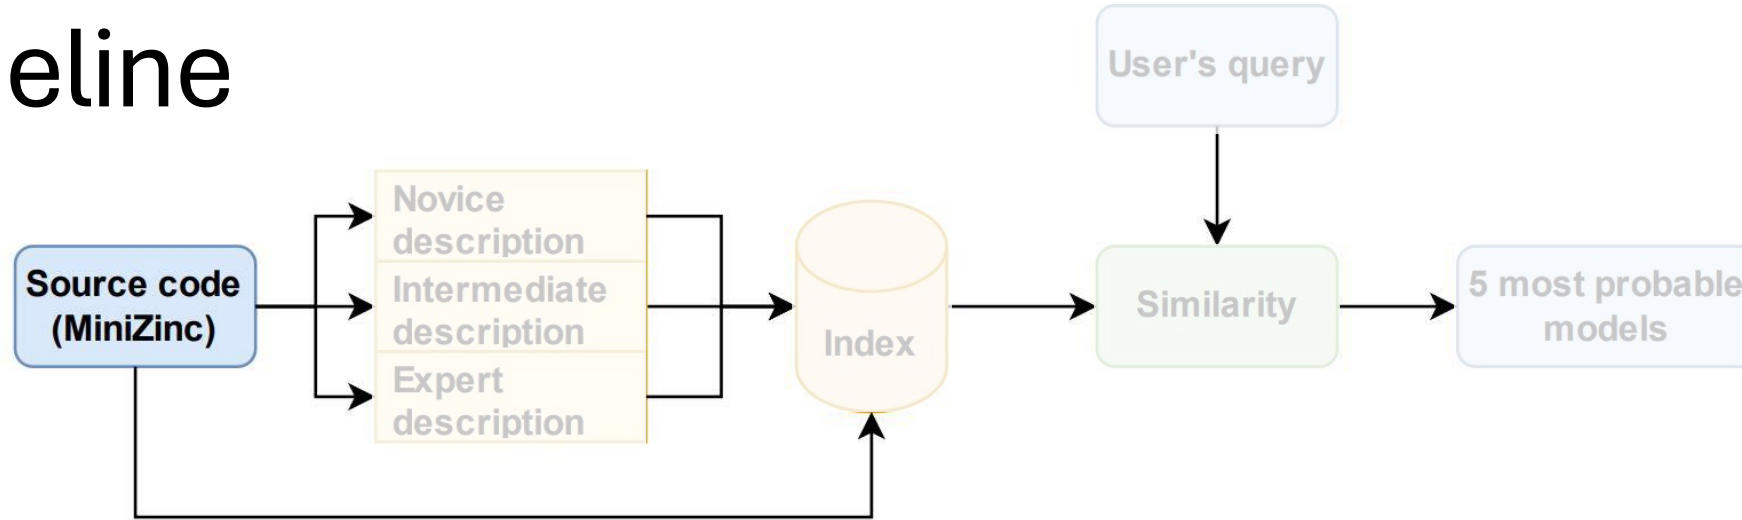 eline
User's query
Novice
description
Source code
(MiniZinc)
Intermediate
description
Expert
description
Index
Similarity
5 most probable
models